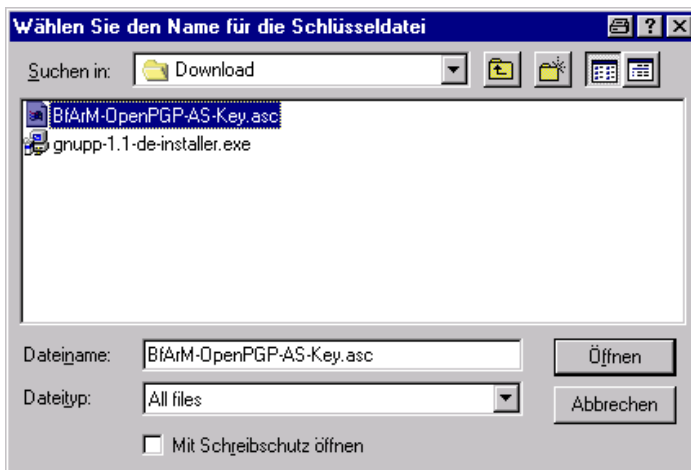 Wählen Sie den Name für die Schlüsseldatei
Suchen in: Download
BfArM-OpenPGP-AS-Key.asc
gnupp-1.1-de-installer.exe
Dateiname: BfArM-OpenPGP-AS-Key.asc Öffnen
Dateityp: All files Abbrechen
Mit Schreibschutz öffnen